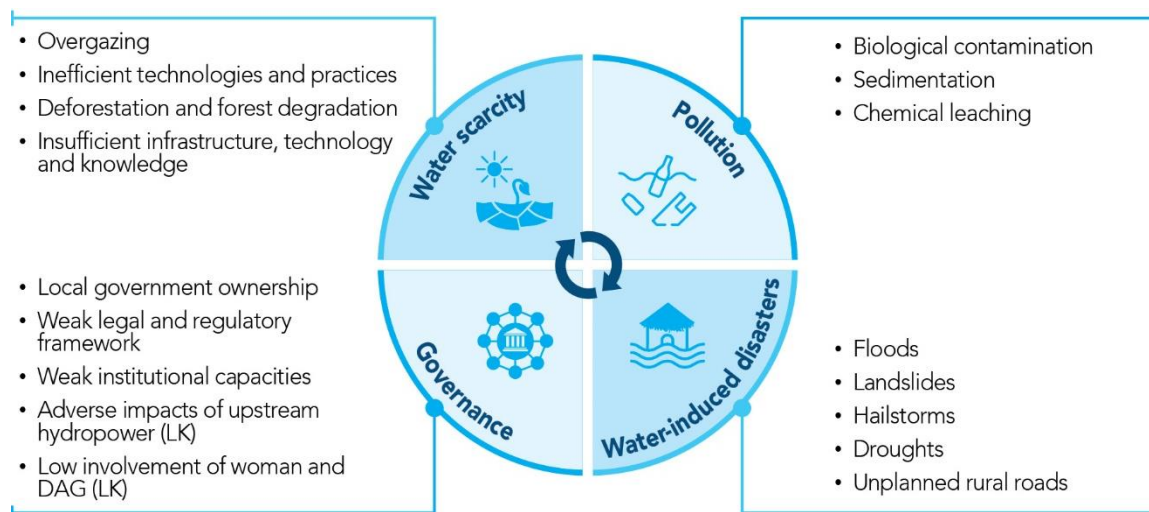 • Overgazing
• Inefficient technologies and practices
• Deforestation and forest degradation
• Insufficient infrastructure, technology
and knowledge
Water scarcity
Pollution
• Biological contamination
• Sedimentation
• Chemical leaching
• Local government ownership
• Weak legal and regulatory
framework
• Weak institutional capacities
• Adverse impacts of upstream
hydropower (LK)
• Low involvement of woman and
DAG (LK)
Governance
Water-induced disasters
• Floods
• Landslides
• Hailstorms
• Droughts
• Unplanned rural roads